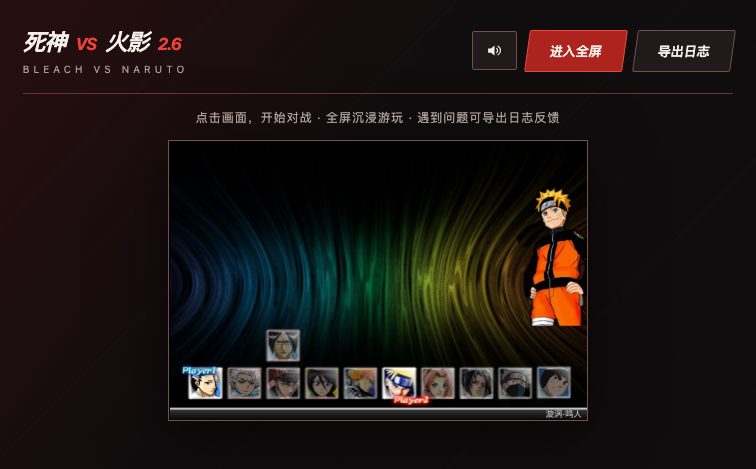 死神 VS 火影 2.6
BLEACH VS NARUTO
进入全屏
导出日志
点击画面，开始对战 · 全屏沉浸游玩 · 遇到问题可导出日志反馈
Player1
Player2
漩涡·鸣人